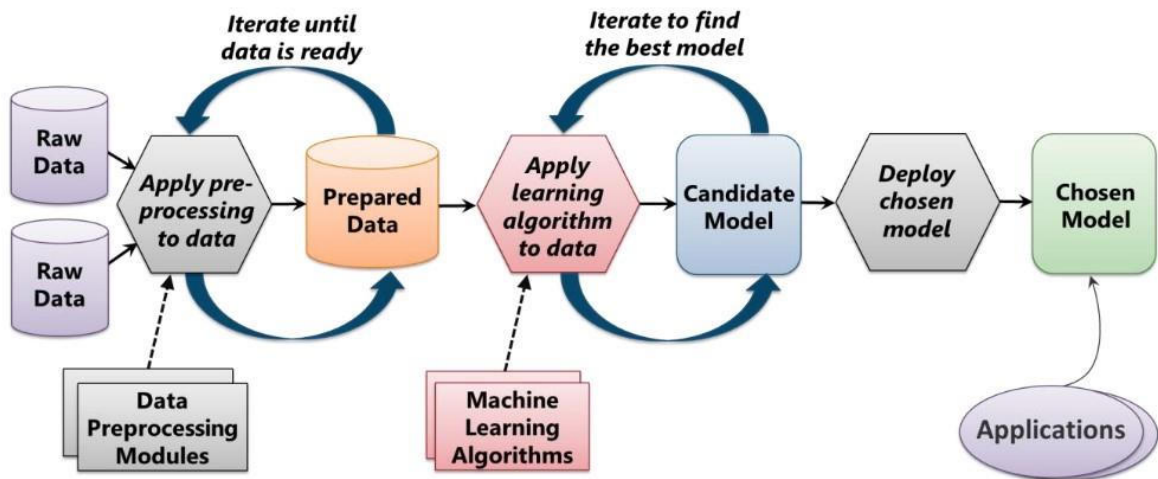 Iterate until
data is ready
Iterate to find
the best model
Raw
Data
Raw
Data
Apply pre-
processing
to data
Prepared
Data
Apply
learning
algorithm
to data
Candidate
Model
Deploy
chosen
model
Chosen
Model
Data
Preprocessing
Modules
Machine
Learning
Algorithms
Applications